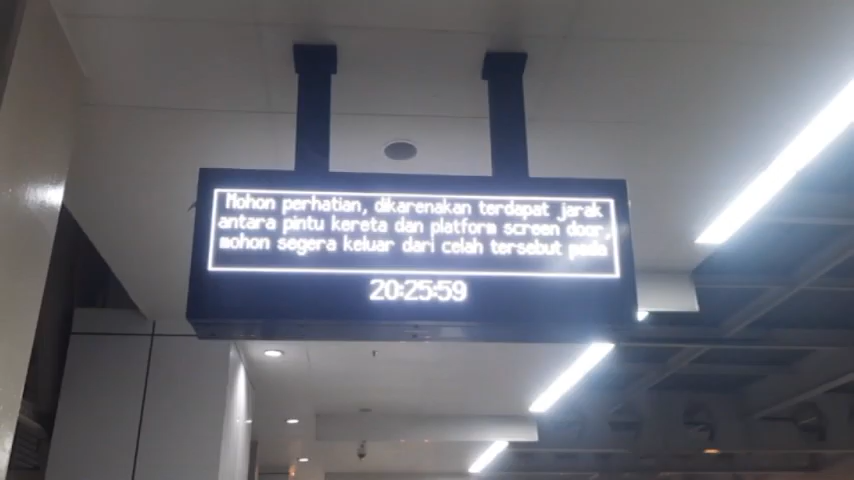 Mohon perhatian, dikarenakan terdapat jarak
antara pintu kereta dan platform screen door,
mohon segera keluar dari celah tersebut pada
20:25:59